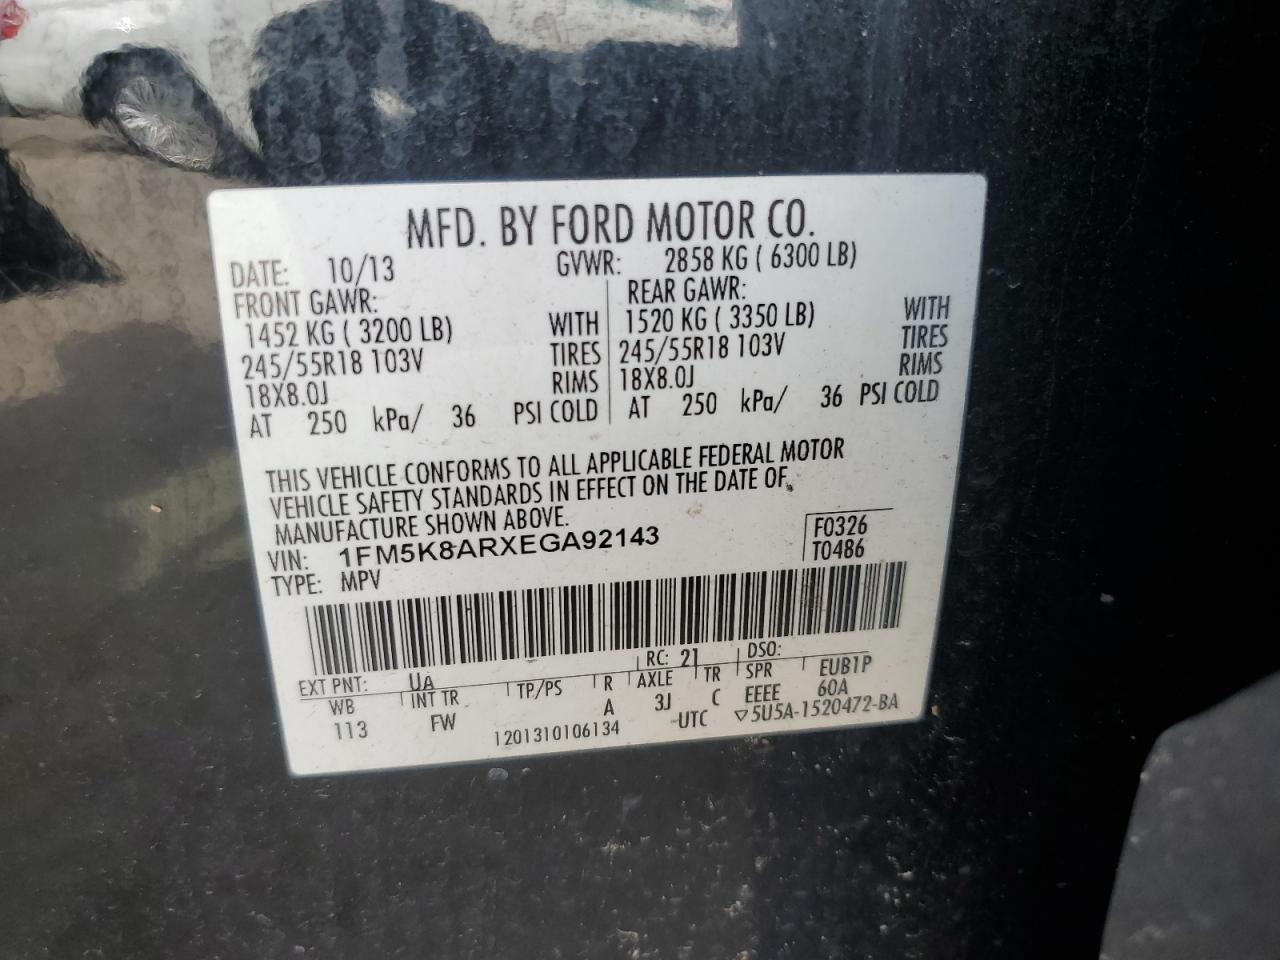 MFD. BY FORD MOTOR CO.
DATE: 10/13 GVWR: 2858 KG ( 6300 LB)
FRONT GAWR: REAR GAWR:
1452 KG ( 3200 LB) WITH 1520 KG ( 3350 LB) WITH
245/55R18 103V TIRES 245/55R18 103V TIRES
18X8.0J RIMS 18X8.0J RIMS
AT 250 kPa/ 36 PSI COLD AT 250 kPa/ 36 PSI COLD
THIS VEHICLE CONFORMS TO ALL APPLICABLE FEDERAL MOTOR
VEHICLE SAFETY STANDARDS IN EFFECT ON THE DATE OF
MANUFACTURE SHOWN ABOVE.
VIN: 1FM5K8ARXEGA92143 F0326
TYPE: MPV T0486
EXT PNT: UA RC: 21 DSO:
WB INT TR TP/PS R AXLE TR SPR EUB1P
113 FW A 3J C EEEE 60A
1201310106134 UTC ▽5U5A-1520472-BA